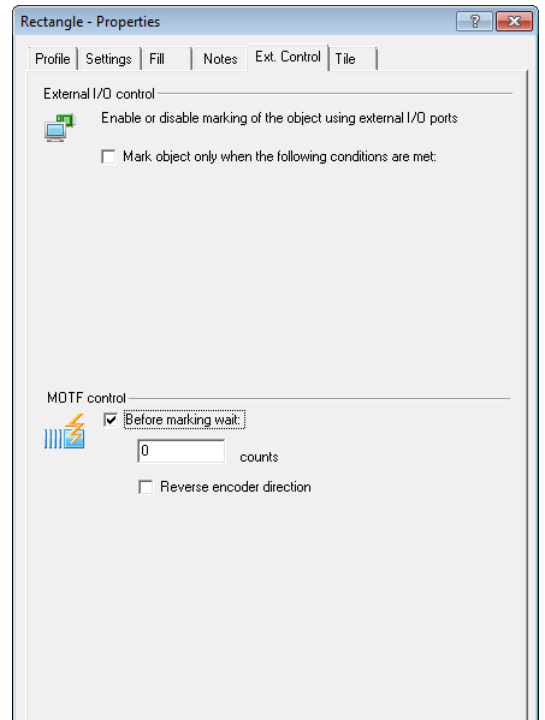 Rectangle - Properties
Profile Settings Fill Notes Ext. Control Tile
External I/O control
Enable or disable marking of the object using external I/O ports
Mark object only when the following conditions are met:
MOTF control
Before marking wait:
0 counts
Reverse encoder direction